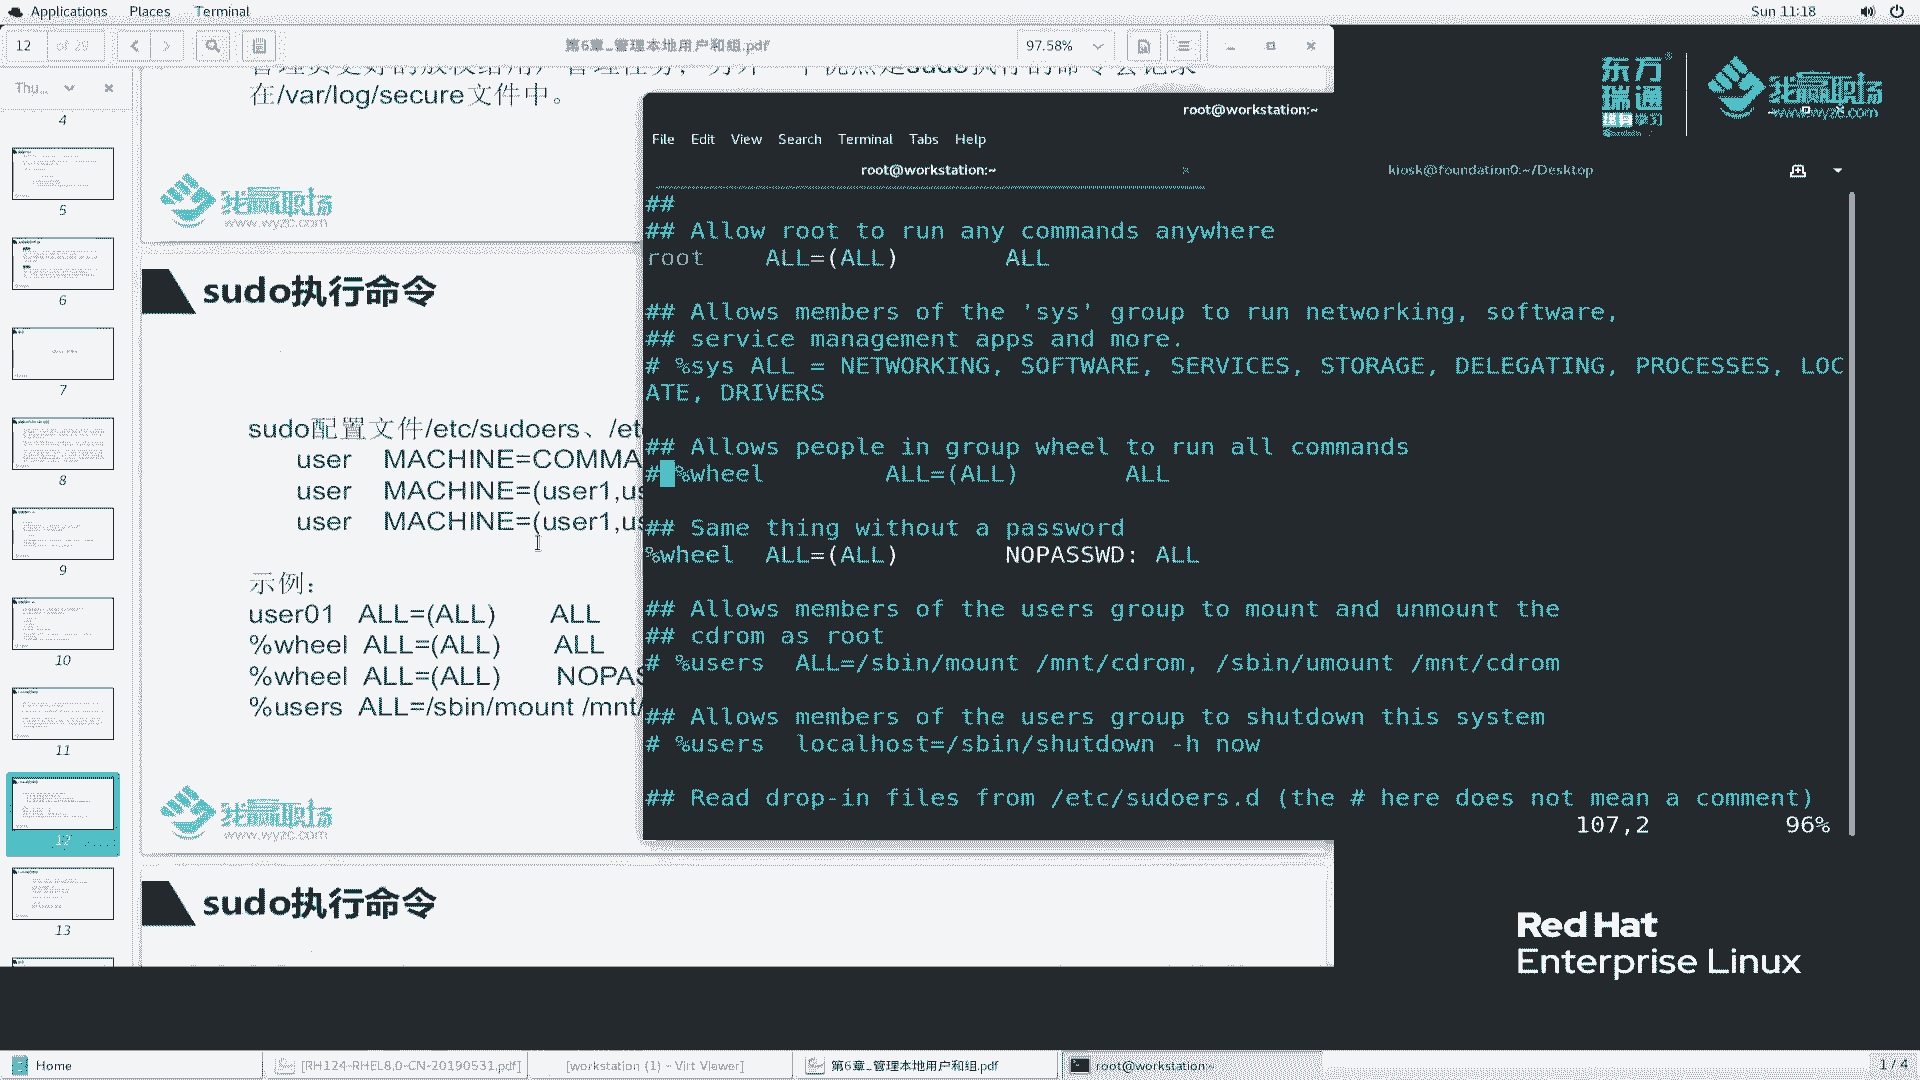 Applications Places Terminal Sun 11:18
12 of 29 第6章_管理本地用户和组.pdf 97.58%
Thu...
4
5
6
7
8
9
10
11
12
13
在/var/log/secure文件中。
我赢职场
www.wyzc.com
sudo执行命令
sudo配置文件/etc/sudoers、/et
user MACHINE=COMMA
user MACHINE=(user1,us
user MACHINE=(user1,us
示例：
user01 ALL=(ALL) ALL
%wheel ALL=(ALL) ALL
%wheel ALL=(ALL) NOPAS
%users ALL=/sbin/mount /mnt/
我赢职场
www.wyzc.com
sudo执行命令
root@workstation:~
File Edit View Search Terminal Tabs Help
root@workstation:~ kiosk@foundation0:~/Desktop
##
## Allow root to run any commands anywhere
root ALL=(ALL) ALL
## Allows members of the 'sys' group to run networking, software,
## service management apps and more.
# %sys ALL = NETWORKING, SOFTWARE, SERVICES, STORAGE, DELEGATING, PROCESSES, LOC
ATE, DRIVERS
## Allows people in group wheel to run all commands
# %wheel ALL=(ALL) ALL
## Same thing without a password
%wheel ALL=(ALL) NOPASSWD: ALL
## Allows members of the users group to mount and unmount the
## cdrom as root
# %users ALL=/sbin/mount /mnt/cdrom, /sbin/umount /mnt/cdrom
## Allows members of the users group to shutdown this system
# %users localhost=/sbin/shutdown -h now
## Read drop-in files from /etc/sudoers.d (the # here does not mean a comment)
107,2 96%
东方
瑞通
我赢职场
www.wyzc.com
Red Hat
Enterprise Linux
Home [RH124-RHEL8.0-CN-20190531.pdf] [workstation (1) - Virt Viewer] 第6章_管理本地用户和组.pdf root@workstation:~ 1 / 4